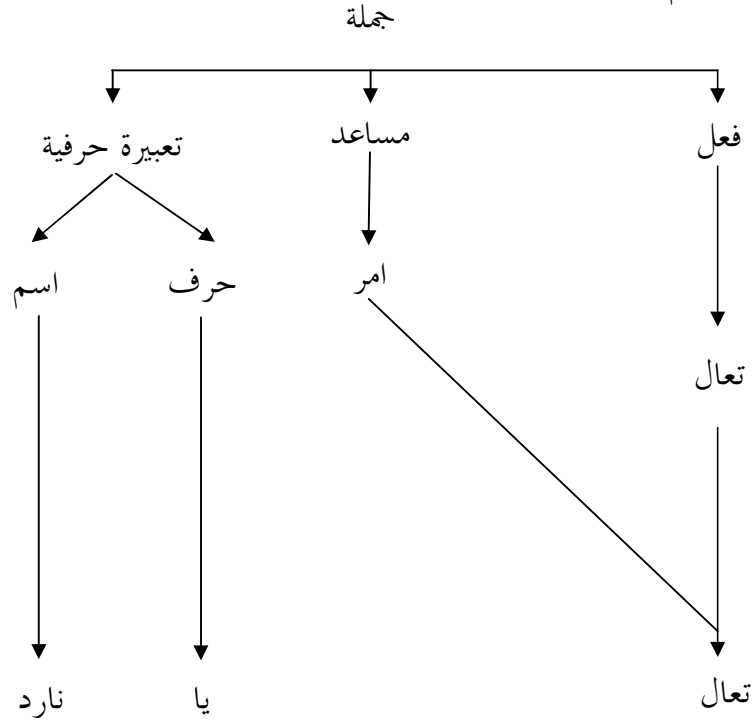 جملة
فعل مساعد تعبيرة حرفية
امر حرف اسم
تعال
تعال يا نارد